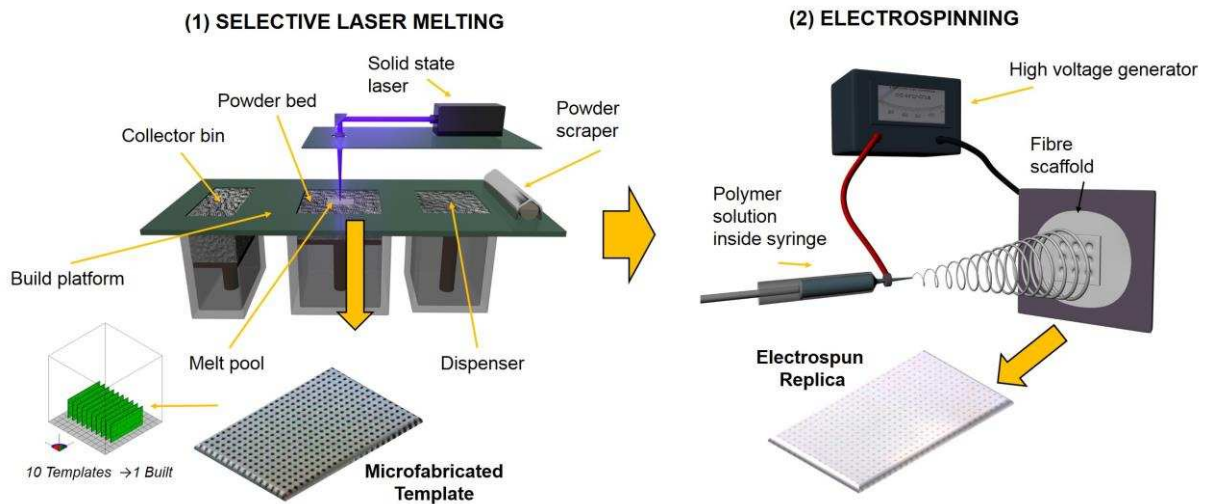 (1) SELECTIVE LASER MELTING
Solid state
laser
Powder bed
Collector bin
Powder
scraper
Build platform
Melt pool
Dispenser
10 Templates →1 Built
Microfabricated
Template
(2) ELECTROSPINNING
High voltage generator
Fibre
scaffold
Polymer
solution
inside syringe
Electrospun
Replica